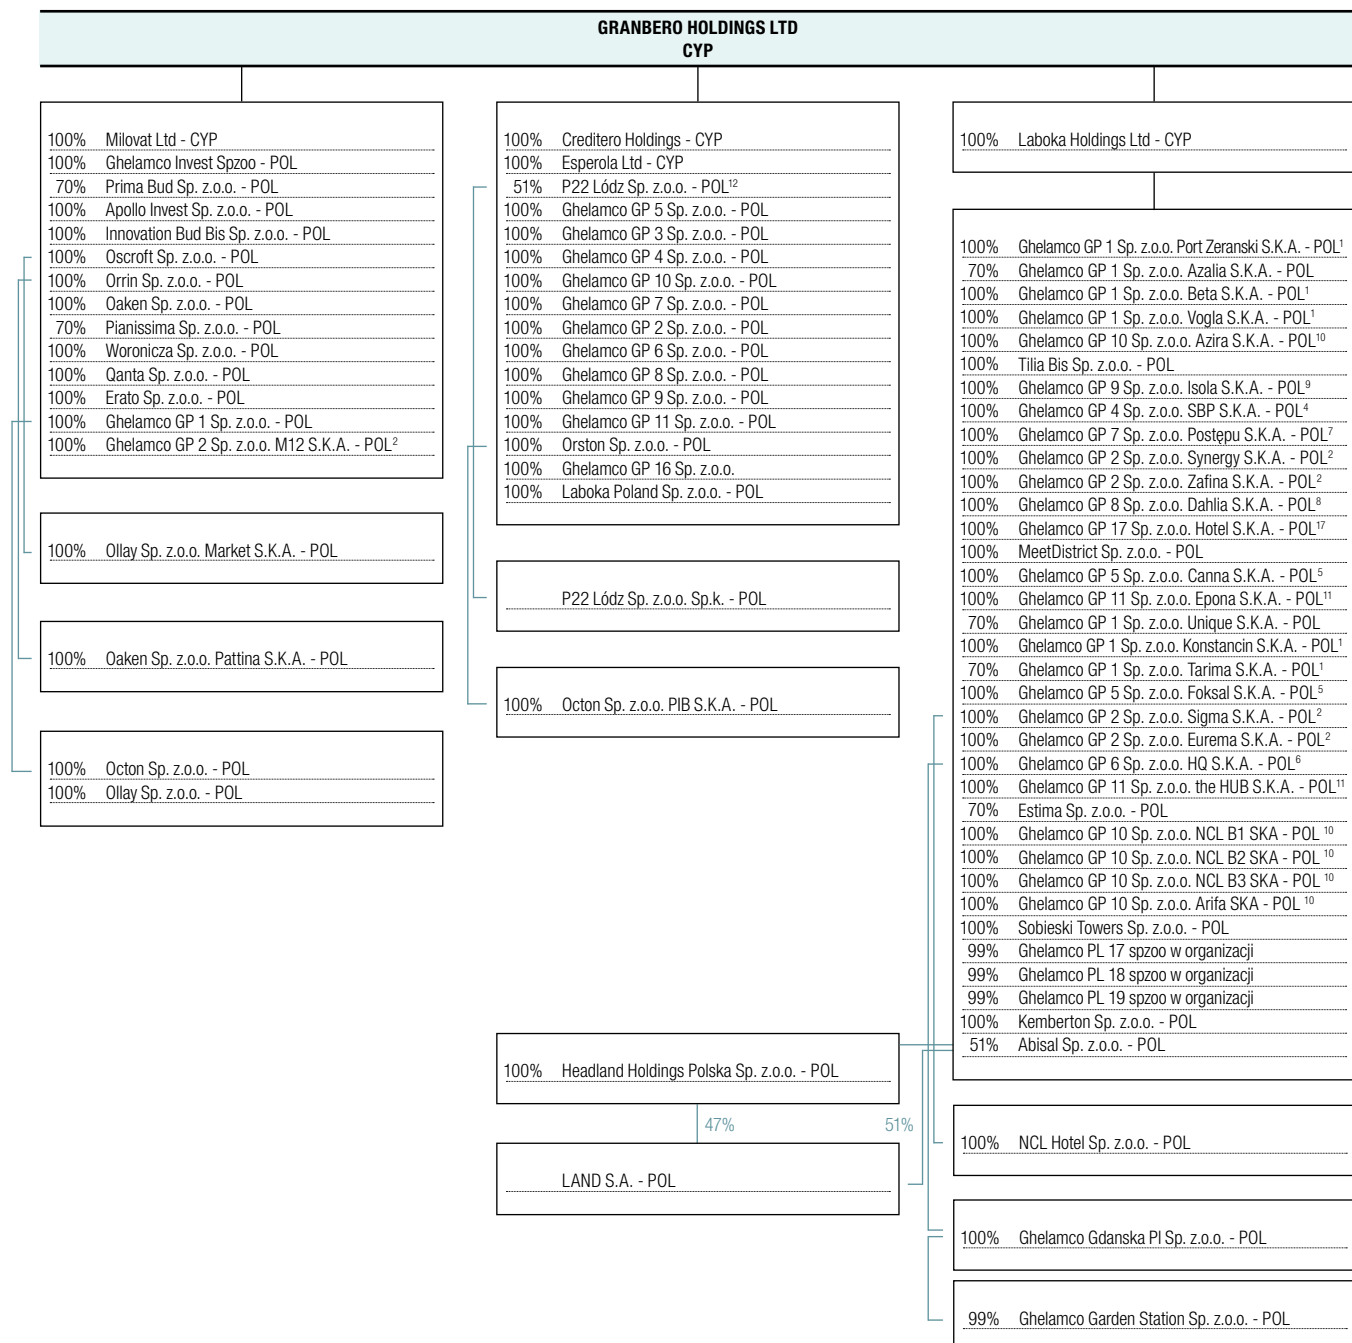 GRANBERO HOLDINGS LTD
CYP
100% Milovat Ltd - CYP
100% Ghelamco Invest Spzoo - POL
70% Prima Bud Sp. z.o.o. - POL
100% Apollo Invest Sp. z.o.o. - POL
100% Innovation Bud Bis Sp. z.o.o. - POL
100% Oscroft Sp. z.o.o. - POL
100% Orrin Sp. z.o.o. - POL
100% Oaken Sp. z.o.o. - POL
70% Pianissima Sp. z.o.o. - POL
100% Woronicza Sp. z.o.o. - POL
100% Qanta Sp. z.o.o. - POL
100% Erato Sp. z.o.o. - POL
100% Ghelamco GP 1 Sp. z.o.o. - POL
100% Ghelamco GP 2 Sp. z.o.o. M12 S.K.A. - POL²
100% Ollay Sp. z.o.o. Market S.K.A. - POL
100% Oaken Sp. z.o.o. Pattina S.K.A. - POL
100% Octon Sp. z.o.o. - POL
100% Ollay Sp. z.o.o. - POL
100% Creditero Holdings - CYP
100% Esperola Ltd - CYP
51% P22 Lódz Sp. z.o.o. - POL¹²
100% Ghelamco GP 5 Sp. z.o.o. - POL
100% Ghelamco GP 3 Sp. z.o.o. - POL
100% Ghelamco GP 4 Sp. z.o.o. - POL
100% Ghelamco GP 10 Sp. z.o.o. - POL
100% Ghelamco GP 7 Sp. z.o.o. - POL
100% Ghelamco GP 2 Sp. z.o.o. - POL
100% Ghelamco GP 6 Sp. z.o.o. - POL
100% Ghelamco GP 8 Sp. z.o.o. - POL
100% Ghelamco GP 9 Sp. z.o.o. - POL
100% Ghelamco GP 11 Sp. z.o.o. - POL
100% Orston Sp. z.o.o. - POL
100% Ghelamco GP 16 Sp. z.o.o.
100% Laboka Poland Sp. z.o.o. - POL
P22 Lódz Sp. z.o.o. Sp.k. - POL
100% Octon Sp. z.o.o. PIB S.K.A. - POL
100% Headland Holdings Polska Sp. z.o.o. - POL
47%
51%
LAND S.A. - POL
100% Laboka Holdings Ltd - CYP
100% Ghelamco GP 1 Sp. z.o.o. Port Zeranski S.K.A. - POL¹
70% Ghelamco GP 1 Sp. z.o.o. Azalia S.K.A. - POL
100% Ghelamco GP 1 Sp. z.o.o. Beta S.K.A. - POL¹
100% Ghelamco GP 1 Sp. z.o.o. Vogla S.K.A. - POL¹
100% Ghelamco GP 10 Sp. z.o.o. Azira S.K.A. - POL¹⁰
100% Tilia Bis Sp. z.o.o. - POL
100% Ghelamco GP 9 Sp. z.o.o. Isola S.K.A. - POL⁹
100% Ghelamco GP 4 Sp. z.o.o. SBP S.K.A. - POL⁴
100% Ghelamco GP 7 Sp. z.o.o. Postępu S.K.A. - POL⁷
100% Ghelamco GP 2 Sp. z.o.o. Synergy S.K.A. - POL²
100% Ghelamco GP 2 Sp. z.o.o. Zafina S.K.A. - POL²
100% Ghelamco GP 8 Sp. z.o.o. Dahlia S.K.A. - POL⁸
100% Ghelamco GP 17 Sp. z.o.o. Hotel S.K.A. - POL¹⁷
100% MeetDistrict Sp. z.o.o. - POL
100% Ghelamco GP 5 Sp. z.o.o. Canna S.K.A. - POL⁵
100% Ghelamco GP 11 Sp. z.o.o. Epona S.K.A. - POL¹¹
70% Ghelamco GP 1 Sp. z.o.o. Unique S.K.A. - POL
100% Ghelamco GP 1 Sp. z.o.o. Konstancin S.K.A. - POL¹
70% Ghelamco GP 1 Sp. z.o.o. Tarima S.K.A. - POL¹
100% Ghelamco GP 5 Sp. z.o.o. Foksal S.K.A. - POL⁵
100% Ghelamco GP 2 Sp. z.o.o. Sigma S.K.A. - POL²
100% Ghelamco GP 2 Sp. z.o.o. Eurema S.K.A. - POL²
100% Ghelamco GP 6 Sp. z.o.o. HQ S.K.A. - POL⁶
100% Ghelamco GP 11 Sp. z.o.o. the HUB S.K.A. - POL¹¹
70% Estima Sp. z.o.o. - POL
100% Ghelamco GP 10 Sp. z.o.o. NCL B1 SKA - POL ¹⁰
100% Ghelamco GP 10 Sp. z.o.o. NCL B2 SKA - POL ¹⁰
100% Ghelamco GP 10 Sp. z.o.o. NCL B3 SKA - POL ¹⁰
100% Ghelamco GP 10 Sp. z.o.o. Arifa SKA - POL ¹⁰
100% Sobieski Towers Sp. z.o.o. - POL
99% Ghelamco PL 17 spzoo w organizacji
99% Ghelamco PL 18 spzoo w organizacji
99% Ghelamco PL 19 spzoo w organizacji
100% Kemberton Sp. z.o.o. - POL
51% Abisal Sp. z.o.o. - POL
100% NCL Hotel Sp. z.o.o. - POL
100% Ghelamco Gdanska PI Sp. z.o.o. - POL
99% Ghelamco Garden Station Sp. z.o.o. - POL